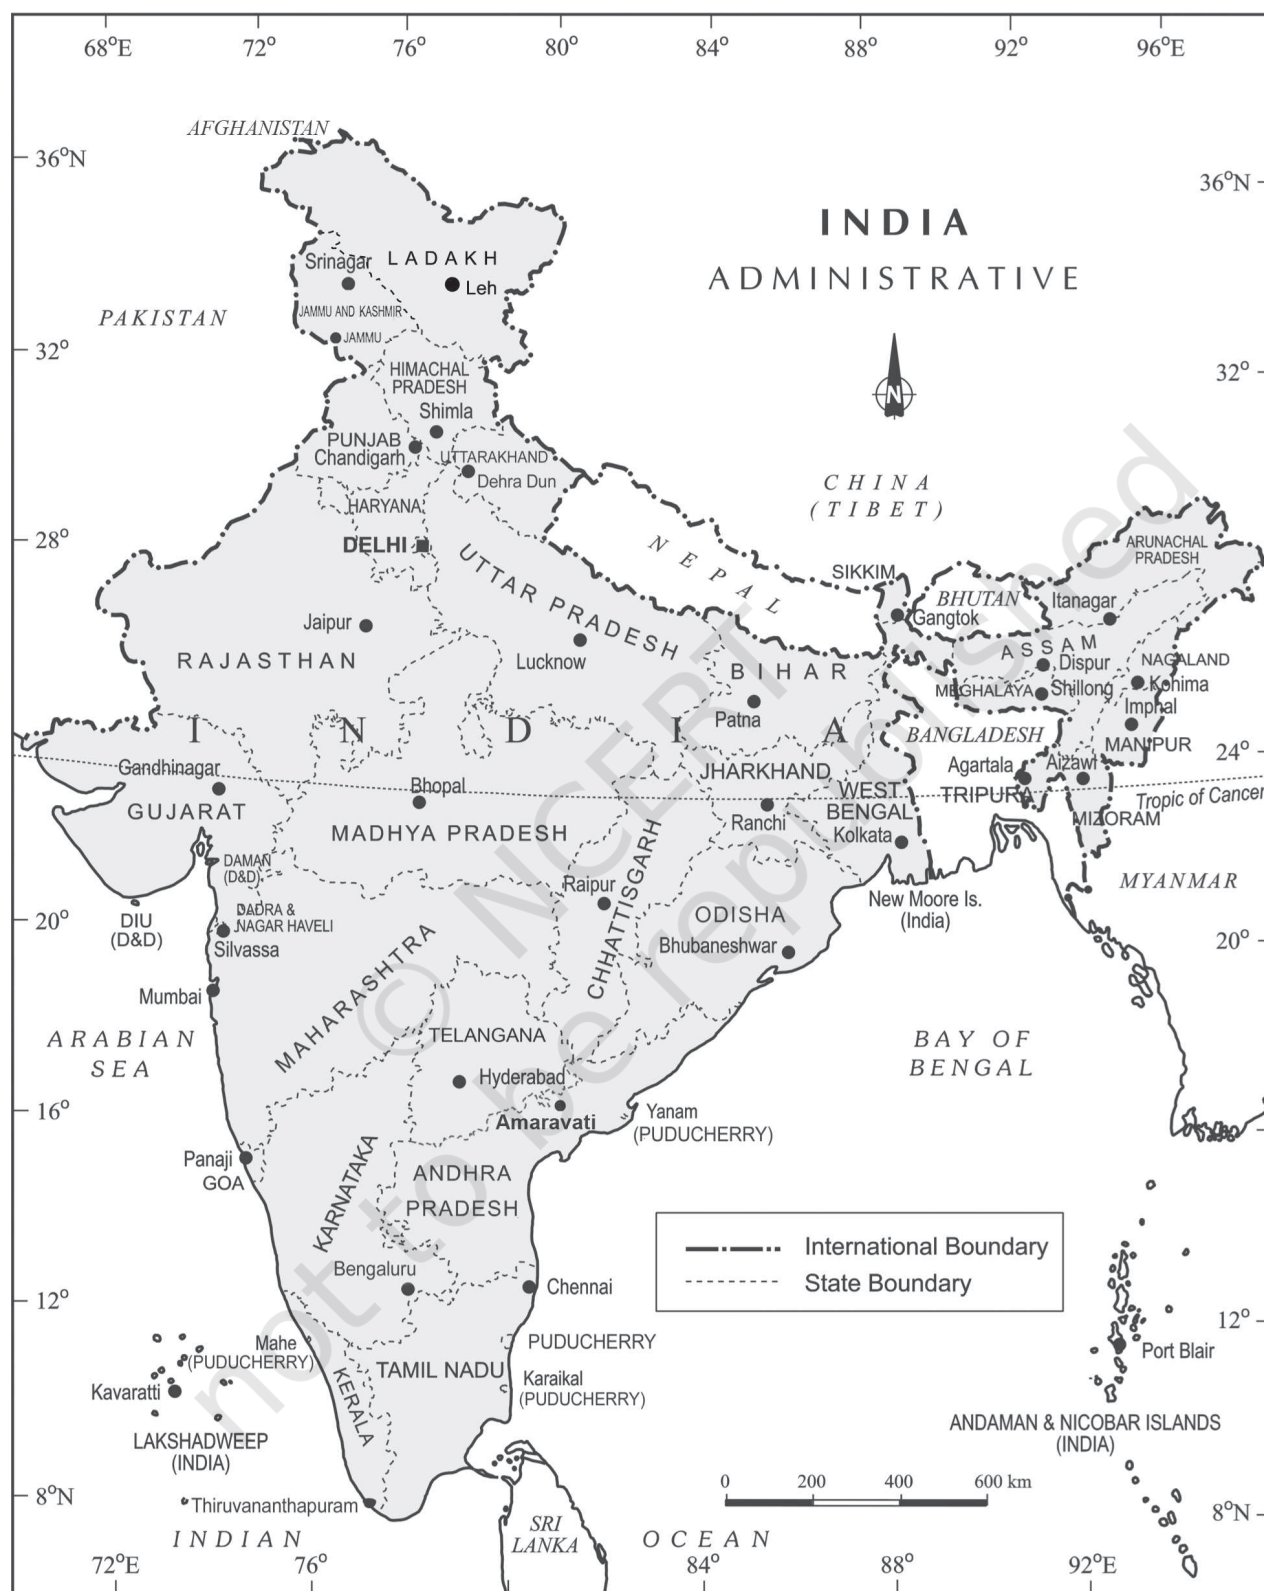 68°E 72° 76° 80° 84° 88° 92° 96°E
AFGHANISTAN
36°N
36°N
INDIA
ADMINISTRATIVE
LADAKH
Srinagar
Leh
JAMMU AND KASHMIR
PAKISTAN
JAMMU
32°
32°
HIMACHAL
PRADESH
Shimla
N
PUNJAB
Chandigarh
UTTARAKHAND
Dehra Dun
CHINA
(TIBET)
HARYANA
28°
DELHI
NEPAL
UTTAR PRADESH
ARUNACHAL
PRADESH
SIKKIM
BHUTAN
Itanagar
Gangtok
Jaipur
RAJASTHAN
Lucknow
BIHAR
ASSAM
Dispur
NAGALAND
MEGHALAYA
Shillong
Kohima
Patna
Imphal
INDIA
BANGLADESH
MANIPUR
24°
Gandhinagar
Bhopal
JHARKHAND
Agartala
Aizawl
GUJARAT
WEST
BENGAL
TRIPURA
Tropic of Cancer
MADHYA PRADESH
Ranchi
Kolkata
MIZORAM
DAMAN
(D&D)
CHHATTISGARH
Raipur
MYANMAR
New Moore Is.
(India)
DIU
(D&D)
20°
DADRA &
NAGAR HAVELI
Silvassa
ODISHA
Bhubaneshwar
20°
MAHARASHTRA
Mumbai
ARABIAN
SEA
TELANGANA
BAY OF
BENGAL
Hyderabad
16°
Amaravati
Yanam
(PUDUCHERRY)
Panaji
GOA
KARNATAKA
ANDHRA
PRADESH
International Boundary
State Boundary
Bengaluru
Chennai
12°
12°
Mahe
(PUDUCHERRY)
PUDUCHERRY
Port Blair
Kavaratti
KERALA
TAMIL NADU
Karaikal
(PUDUCHERRY)
LAKSHADWEEP
(INDIA)
ANDAMAN & NICOBAR ISLANDS
(INDIA)
0 200 400 600 km
8°N
Thiruvananthapuram
8°N
INDIAN
SRI
LANKA
OCEAN
72°E 76° 84° 88° 92°E
© NCERT
not to be republished